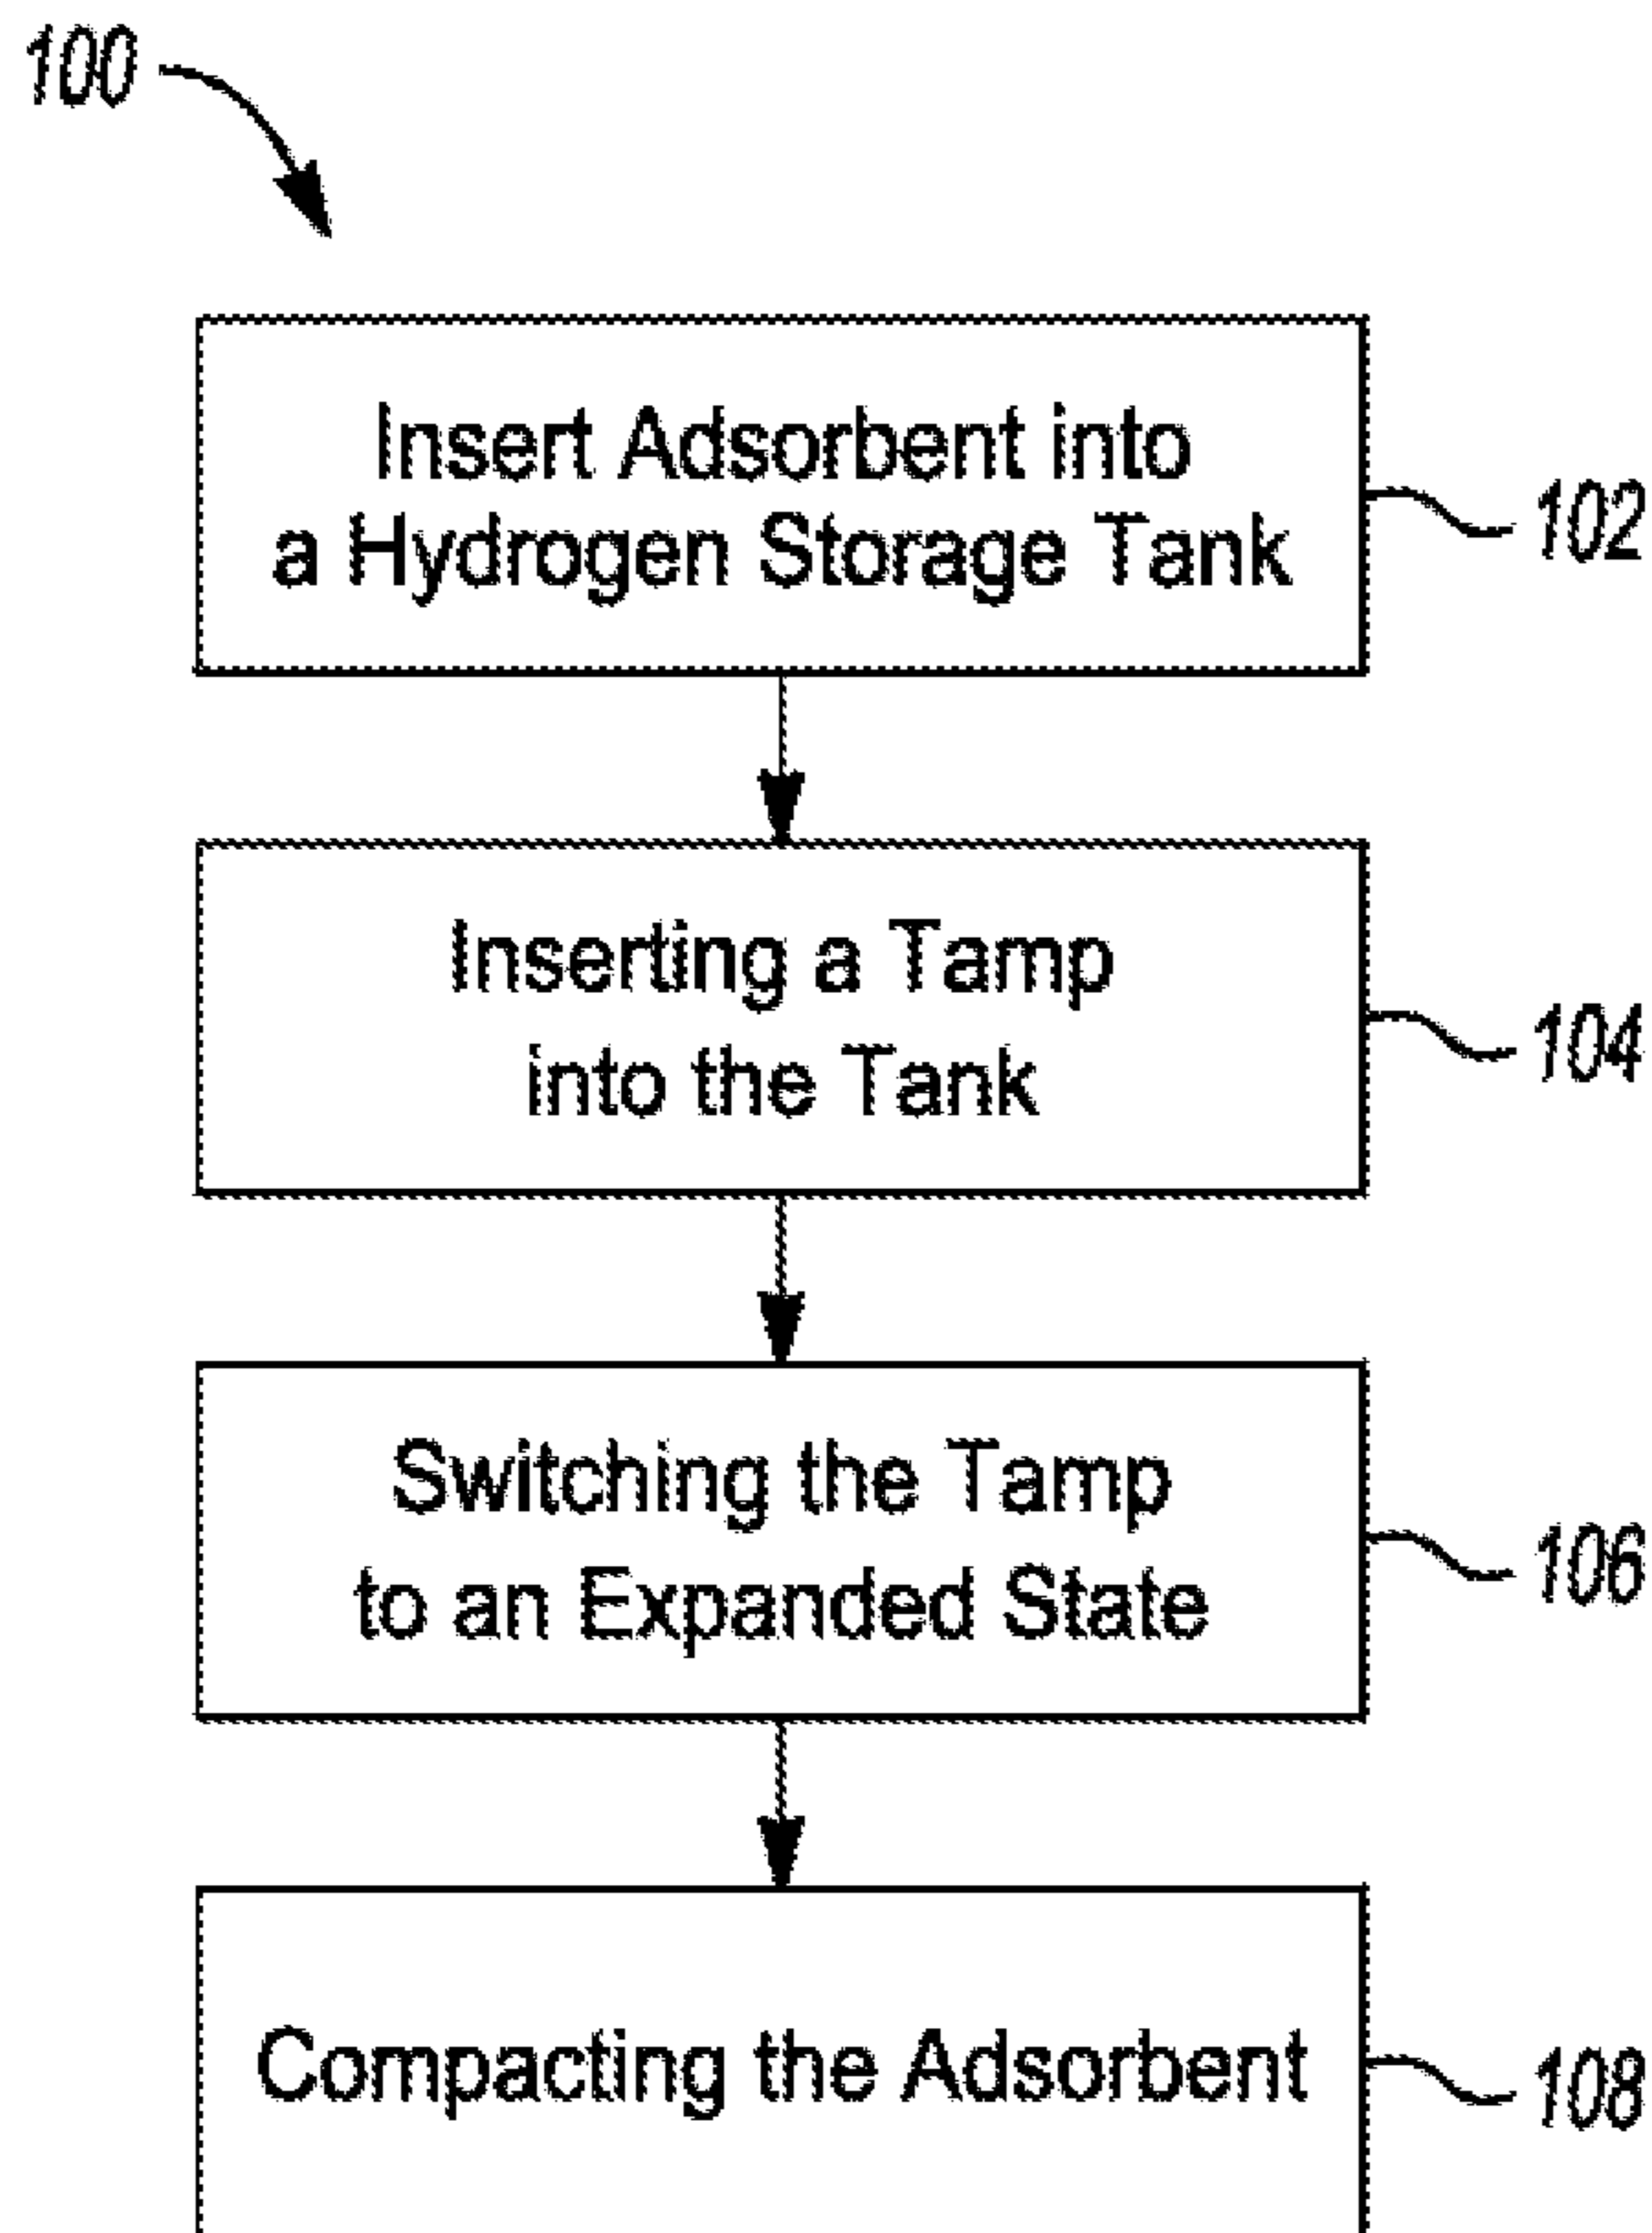 100
Insert Adsorbent into
a Hydrogen Storage Tank
102
Inserting a Tamp
into the Tank
104
Switching the Tamp
to an Expanded State
106
Compacting the Adsorbent
108